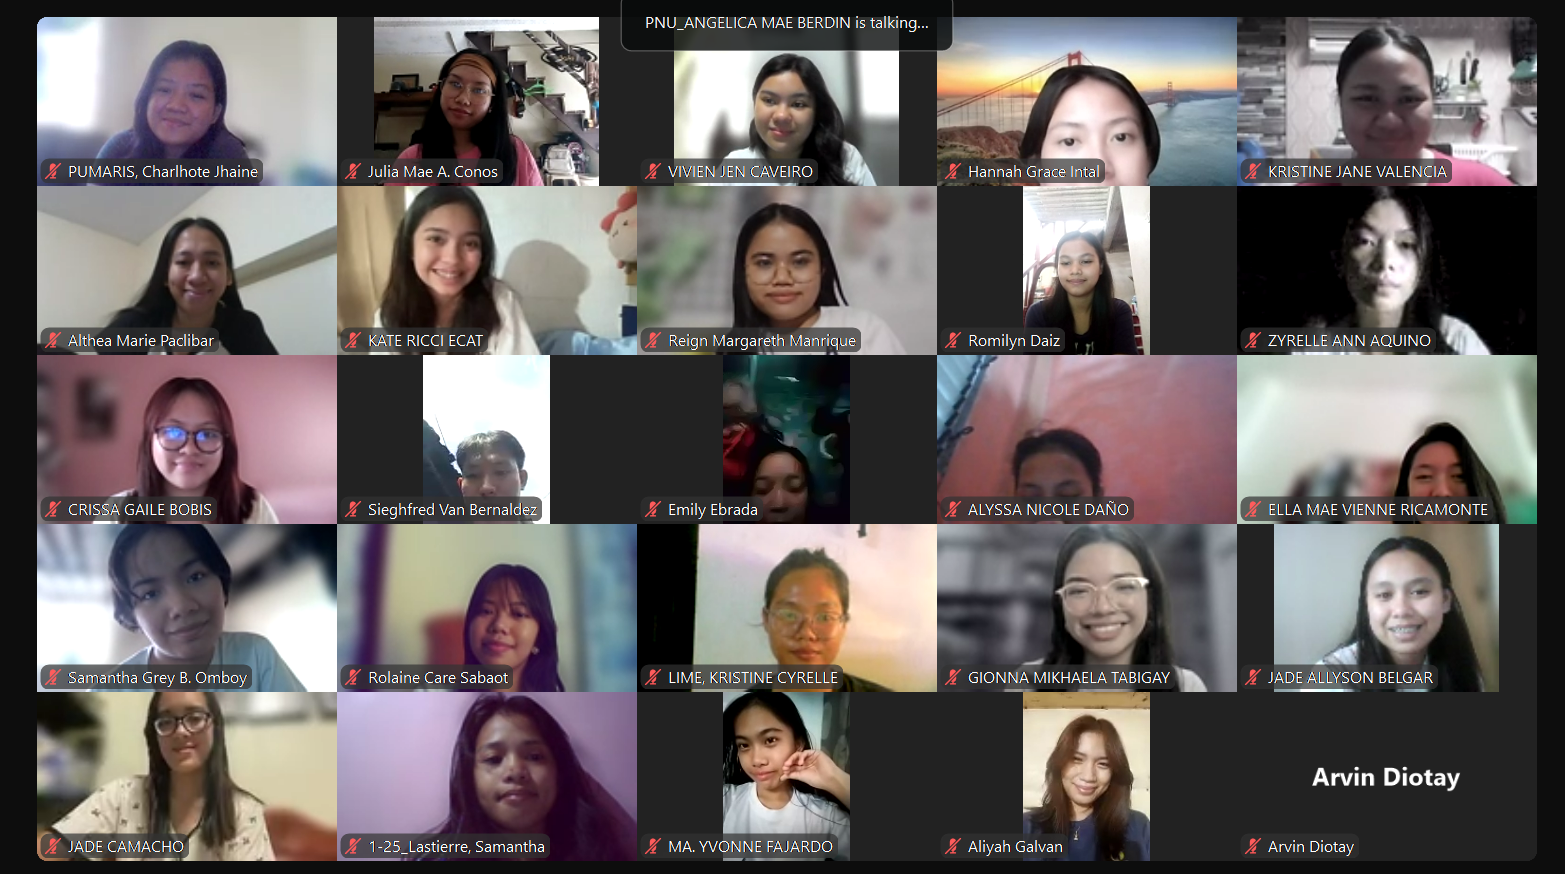 PNU_ANGELICA MAE BERDIN is talking...
PUMARIS, Charlhote Jhaine
Julia Mae A. Conos
VIVIEN JEN CAVEIRO
Hannah Grace Intal
KRISTINE JANE VALENCIA
Althea Marie Paclibar
KATE RICCI ECAT
Reign Margareth Manrique
Romilyn Daiz
ZYRELLE ANN AQUINO
CRISSA GAILE BOBIS
Sieghfred Van Bernaldez
Emily Ebrada
ALYSSA NICOLE DAÑO
ELLA MAE VIENNE RICAMONTE
Samantha Grey B. Omboy
Rolaine Care Sabaot
LIME, KRISTINE CYRELLE
GIONNA MIKHAELA TABIGAY
JADE ALLYSON BELGAR
JADE CAMACHO
1-25_Lastierre, Samantha
MA. YVONNE FAJARDO
Aliyah Galvan
Arvin Diotay
Arvin Diotay